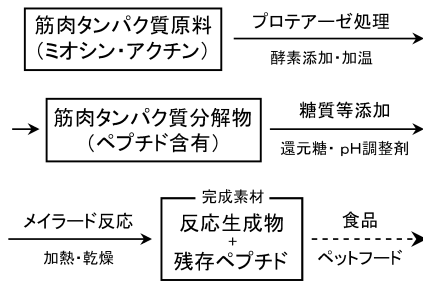 筋肉タンパク質原料
(ミオシン・アクチン)
プロテアーゼ処理
酵素添加・加温
筋肉タンパク質分解物
(ペプチド含有)
糖質等添加
還元糖・pH調整剤
メイラード反応
加熱・乾燥
完成素材
反応生成物
+
残存ペプチド
食品
ペットフード